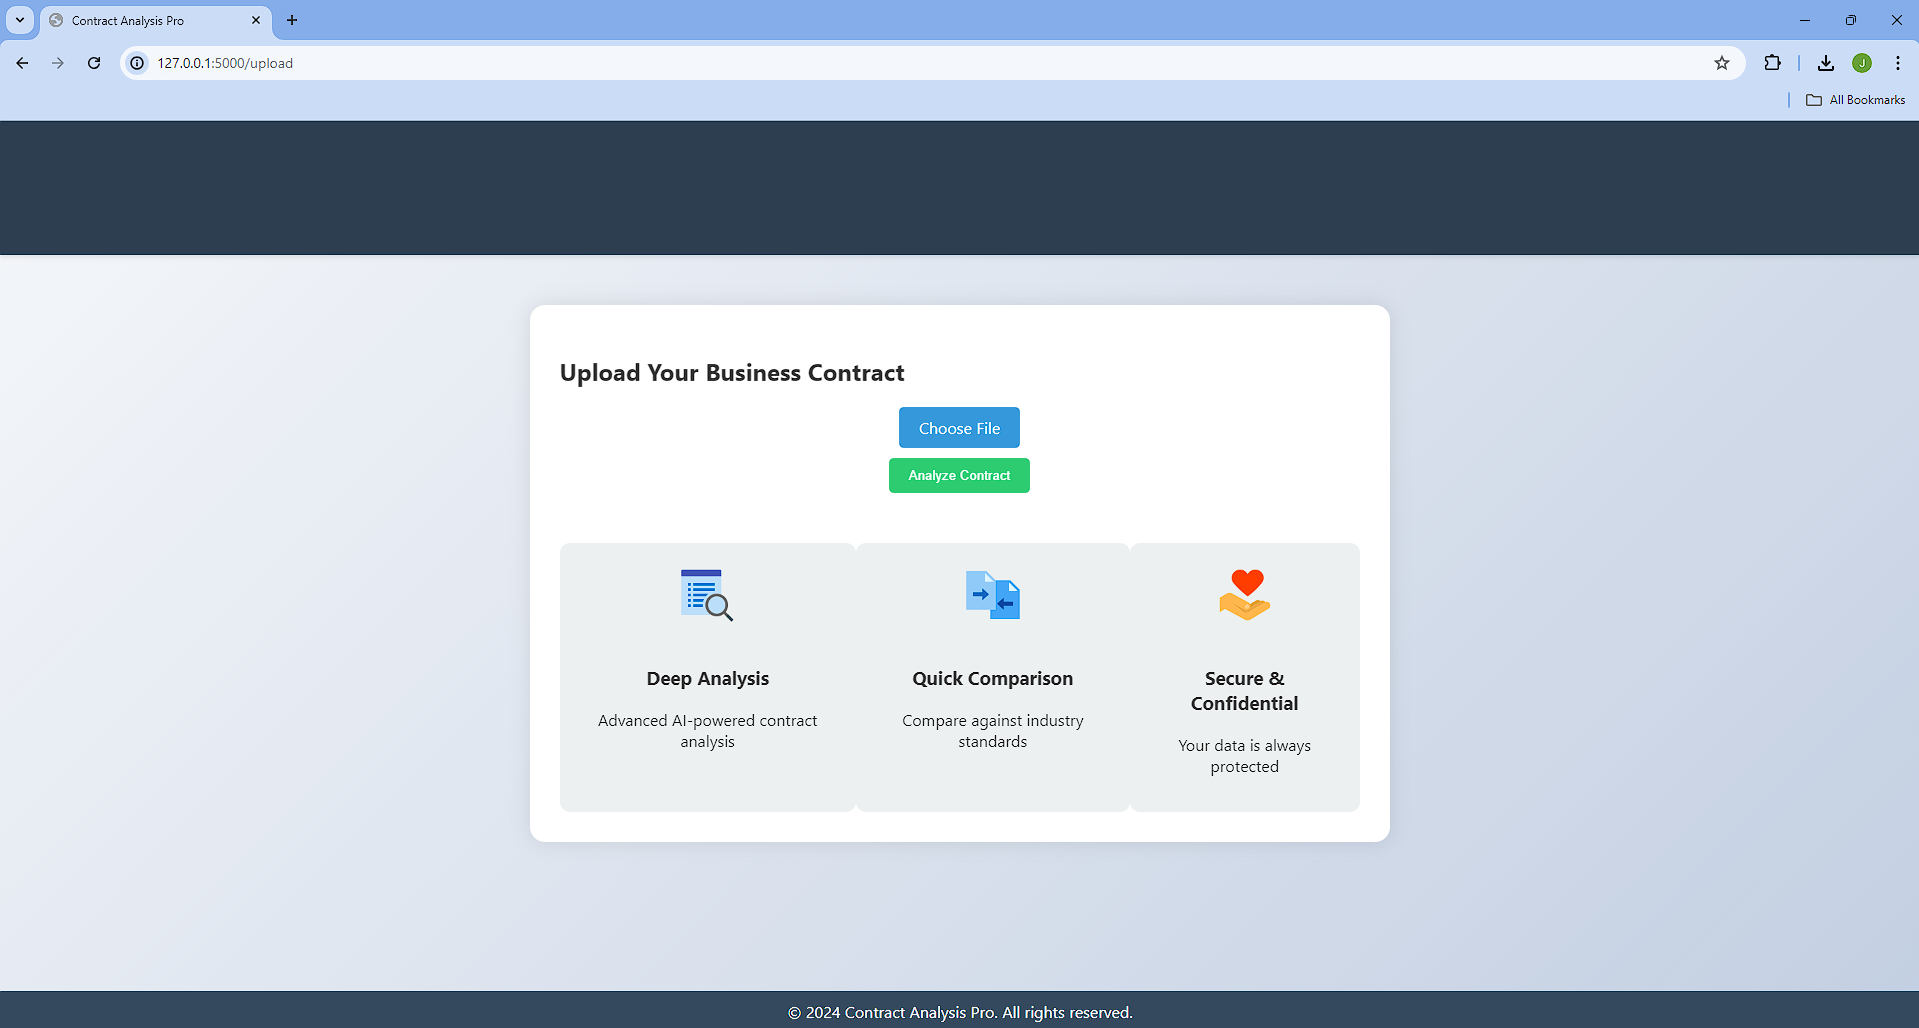 Contract Analysis Pro
127.0.0.1:5000/upload
J
All Bookmarks
Upload Your Business Contract
Choose File
Analyze Contract
Deep Analysis
Advanced AI-powered contract
analysis
Quick Comparison
Compare against industry
standards
Secure &
Confidential
Your data is always
protected
© 2024 Contract Analysis Pro. All rights reserved.